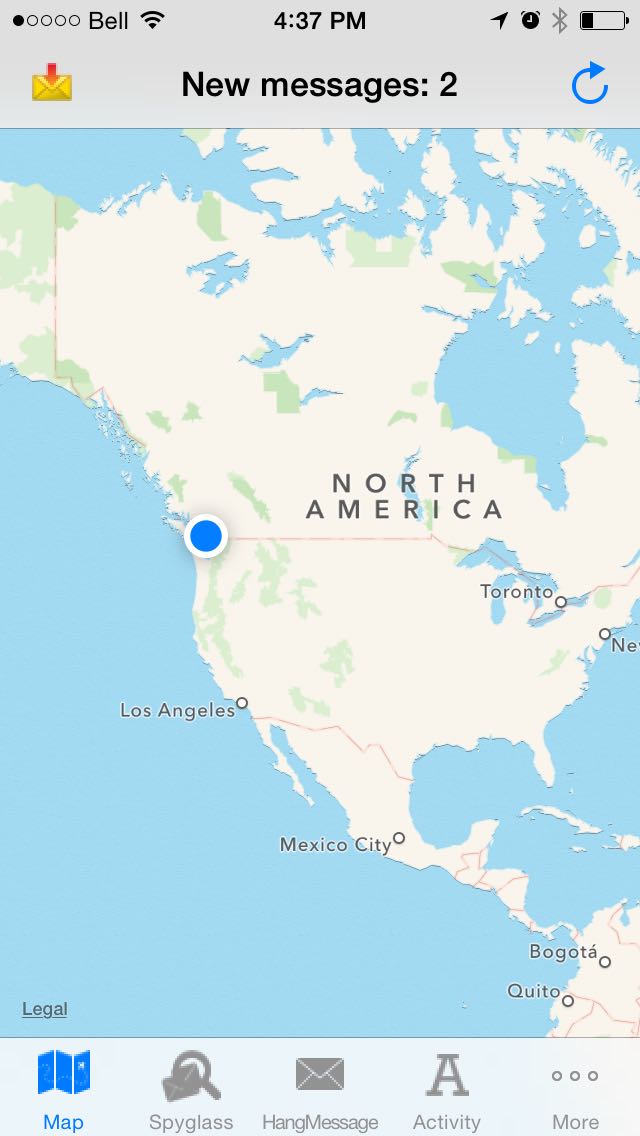 Bell 4:37 PM
New messages: 2
NORTH
AMERICA
Toronto
Ne
Los Angeles
Mexico City
Bogotá
Quito
Legal
Map Spyglass HangMessage Activity More